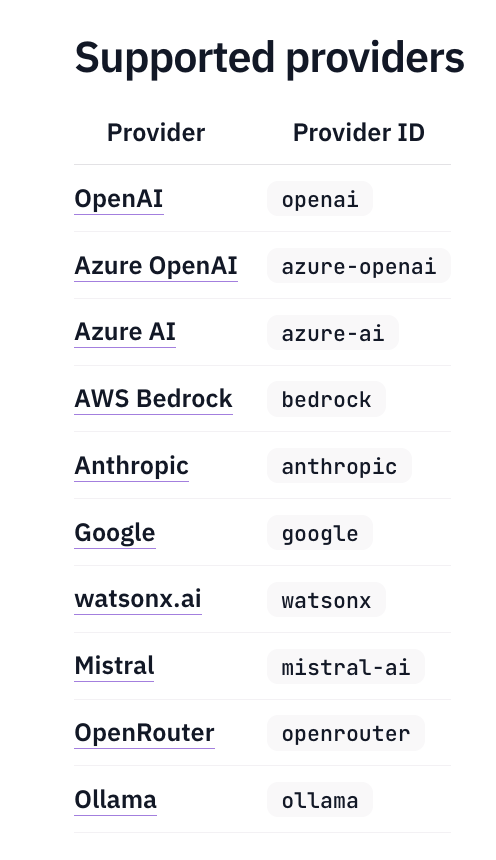 Supported providers
Provider Provider ID
OpenAI openai
Azure OpenAI azure-openai
Azure AI azure-ai
AWS Bedrock bedrock
Anthropic anthropic
Google google
watsonx.ai watsonx
Mistral mistral-ai
OpenRouter openrouter
Ollama ollama